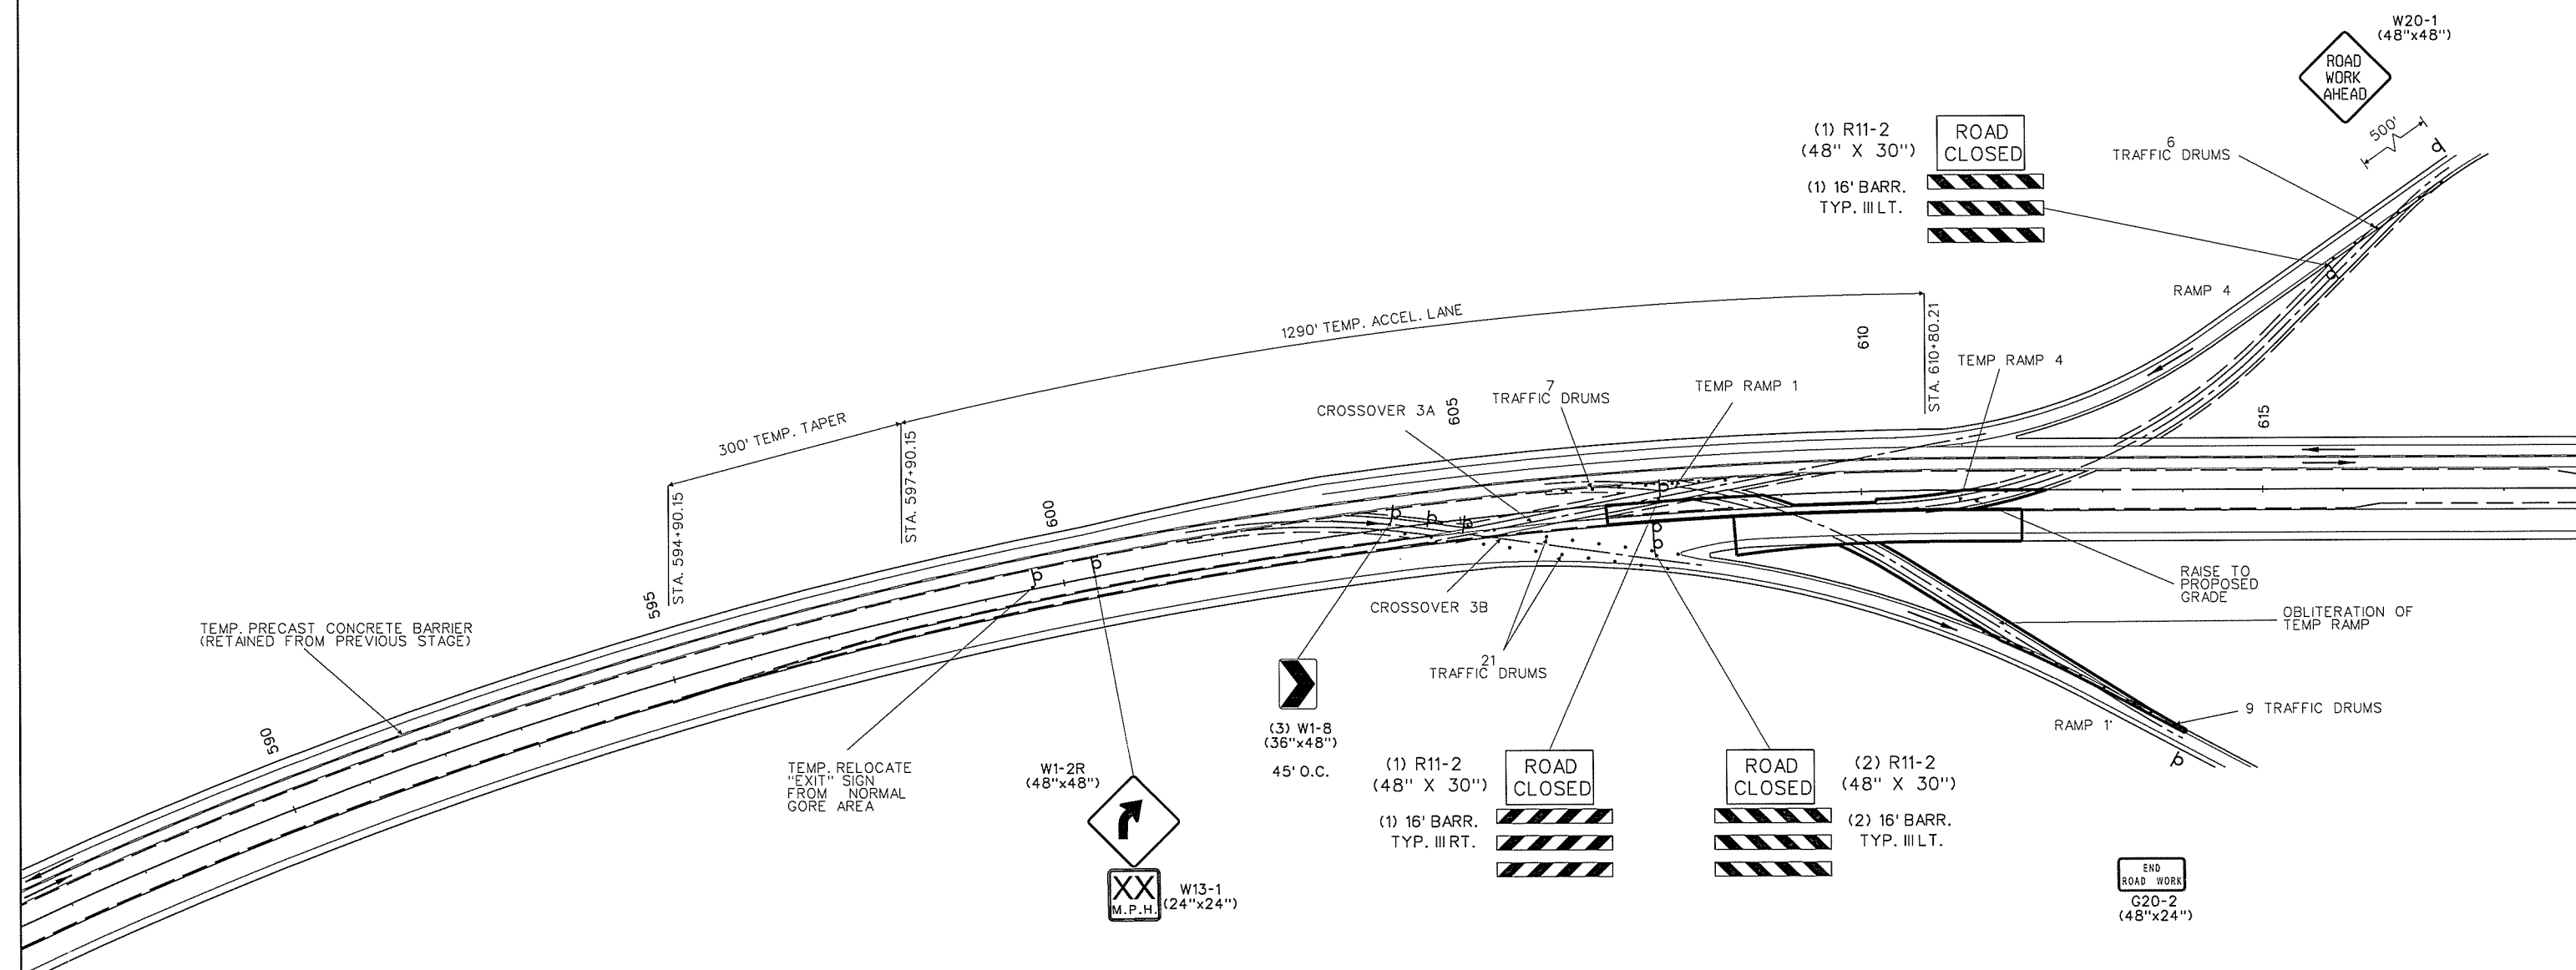 W20-1
(48"x48")
ROAD
WORK
AHEAD
500'
6
TRAFFIC DRUMS
(1) R11-2
(48" X 30")
ROAD
CLOSED
(1) 16' BARR.
TYP. III LT.
RAMP 4
1290' TEMP. ACCEL. LANE
610
STA. 610+80.21
TEMP RAMP 4
7
TRAFFIC DRUMS
TEMP RAMP 1
CROSSOVER 3A
605
615
300' TEMP. TAPER
STA. 597+90.15
STA. 594+90.15
600
595
590
TEMP. PRECAST CONCRETE BARRIER
(RETAINED FROM PREVIOUS STAGE)
CROSSOVER 3B
21
TRAFFIC DRUMS
RAISE TO
PROPOSED
GRADE
OBLITERATION OF
TEMP RAMP
9 TRAFFIC DRUMS
RAMP 1'
TEMP. RELOCATE
"EXIT" SIGN
FROM NORMAL
GORE AREA
W1-2R
(48"x48")
XX
M.P.H.
W13-1
(24"x24")
(3) W1-8
(36"x48")
45' O.C.
(1) R11-2
(48" X 30")
ROAD
CLOSED
(1) 16' BARR.
TYP. III RT.
ROAD
CLOSED
(2) R11-2
(48" X 30")
(2) 16' BARR.
TYP. III LT.
END
ROAD WORK
G20-2
(48"x24")